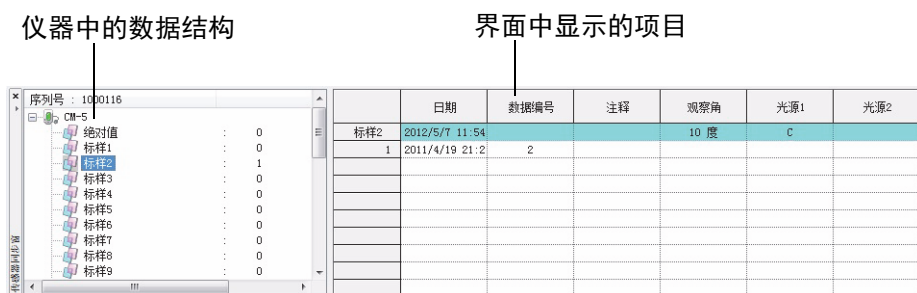 仪器中的数据结构
界面中显示的项目
序列号 : 1000116
CM-5
绝对值 : 0
标样1 : 0
标样2 : 1
标样3 : 0
标样4 : 0
标样5 : 0
标样6 : 0
标样7 : 0
标样8 : 0
标样9 : 0
日期 数据编号 注释 观察角 光源1 光源2
标样2 2012/5/7 11:54 10 度 C
1 2011/4/19 21:2 2